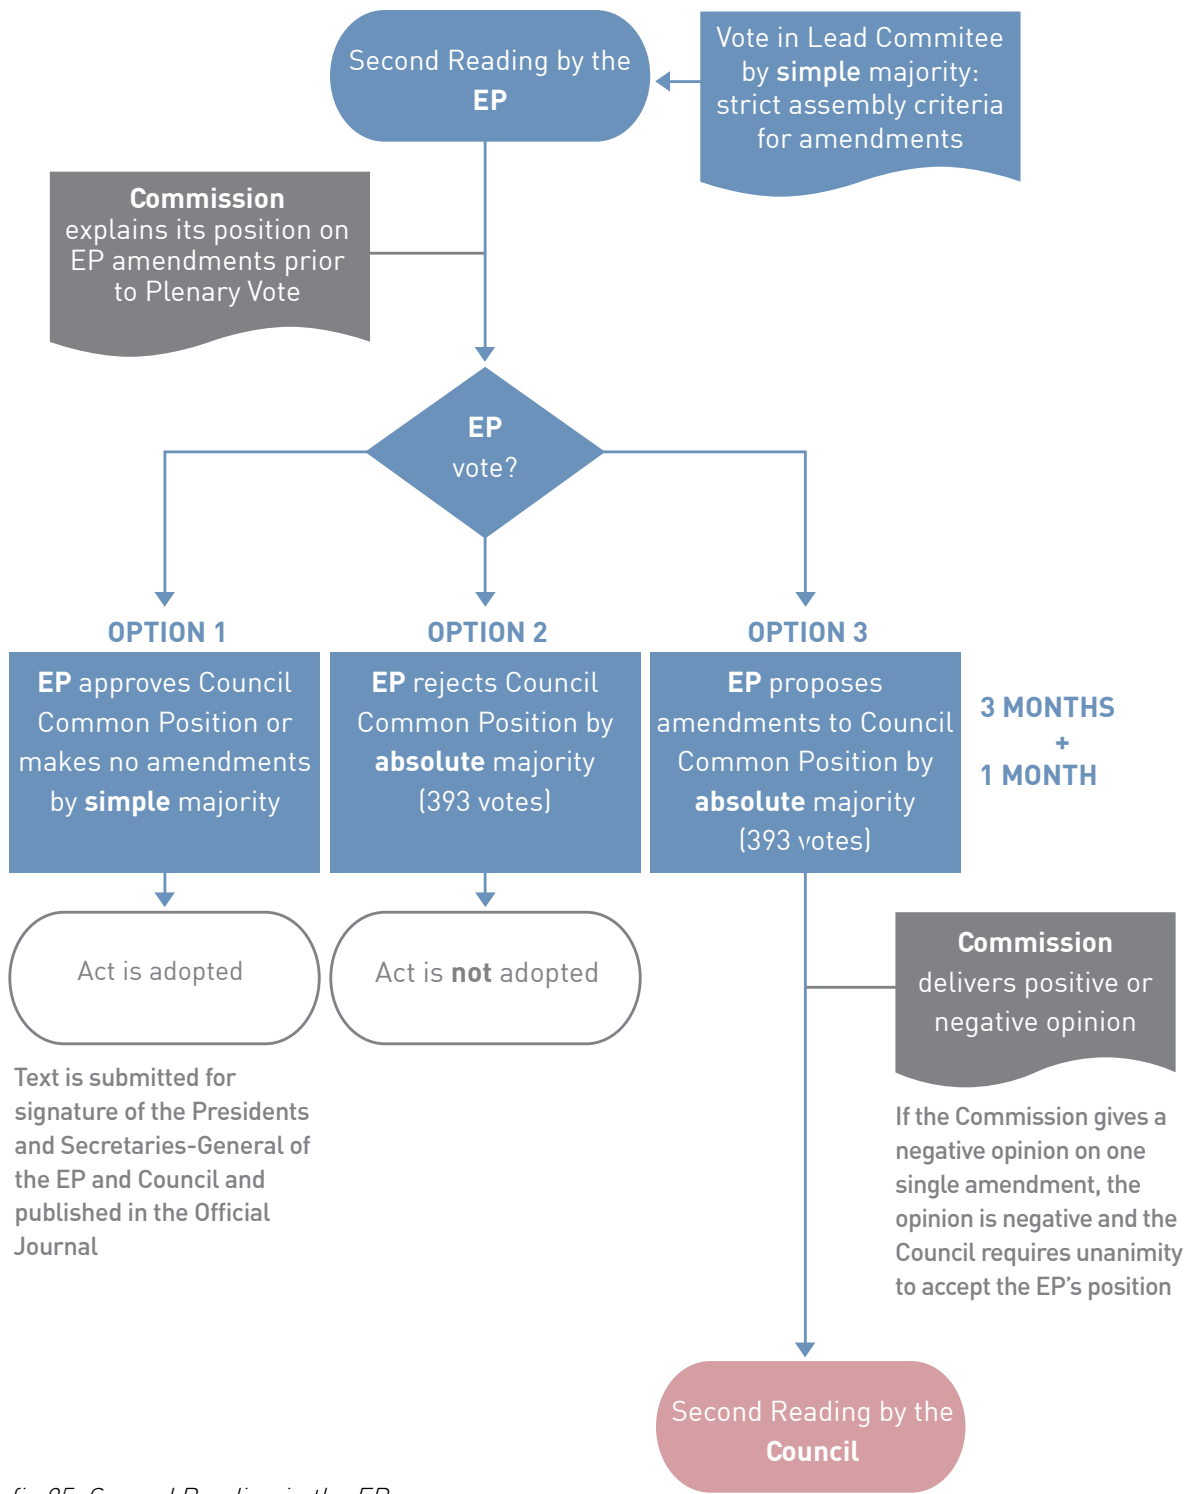 Second Reading by the
EP
Vote in Lead Commitee
by simple majority:
strict assembly criteria
for amendments
Commission
explains its position on
EP amendments prior
to Plenary Vote
EP
vote?
OPTION 1
EP approves Council
Common Position or
makes no amendments
by simple majority
OPTION 2
EP rejects Council
Common Position by
absolute majority
(393 votes)
OPTION 3
EP proposes
amendments to Council
Common Position by
absolute majority
(393 votes)
3 MONTHS
+
1 MONTH
Act is adopted
Act is not adopted
Commission
delivers positive or
negative opinion
Text is submitted for
signature of the Presidents
and Secretaries-General of
the EP and Council and
published in the Official
Journal
If the Commission gives a
negative opinion on one
single amendment, the
opinion is negative and the
Council requires unanimity
to accept the EP's position
Second Reading by the
Council
fig 25: Second Reading in the EP